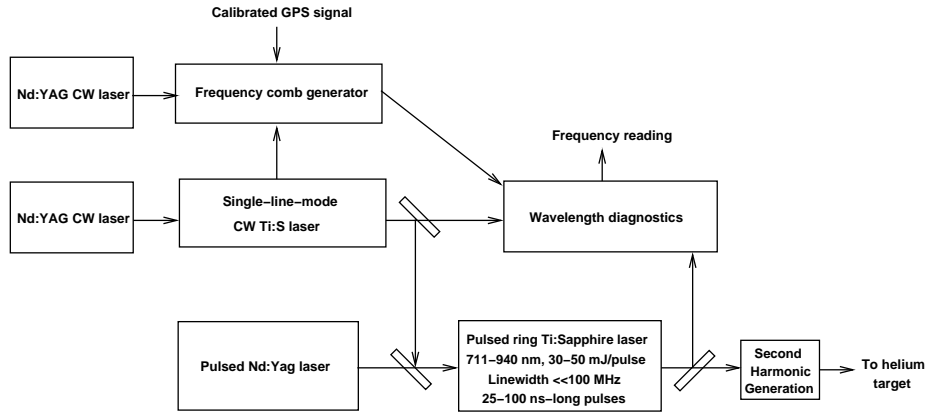 Calibrated GPS signal
Nd:YAG CW laser
Frequency comb generator
Frequency reading
Nd:YAG CW laser
Single−line−mode
CW Ti:S laser
Wavelength diagnostics
Pulsed Nd:Yag laser
Pulsed ring Ti:Sapphire laser
711−940 nm, 30−50 mJ/pulse
Linewidth <<100 MHz
25−100 ns−long pulses
Second
Harmonic
Generation
To helium
target